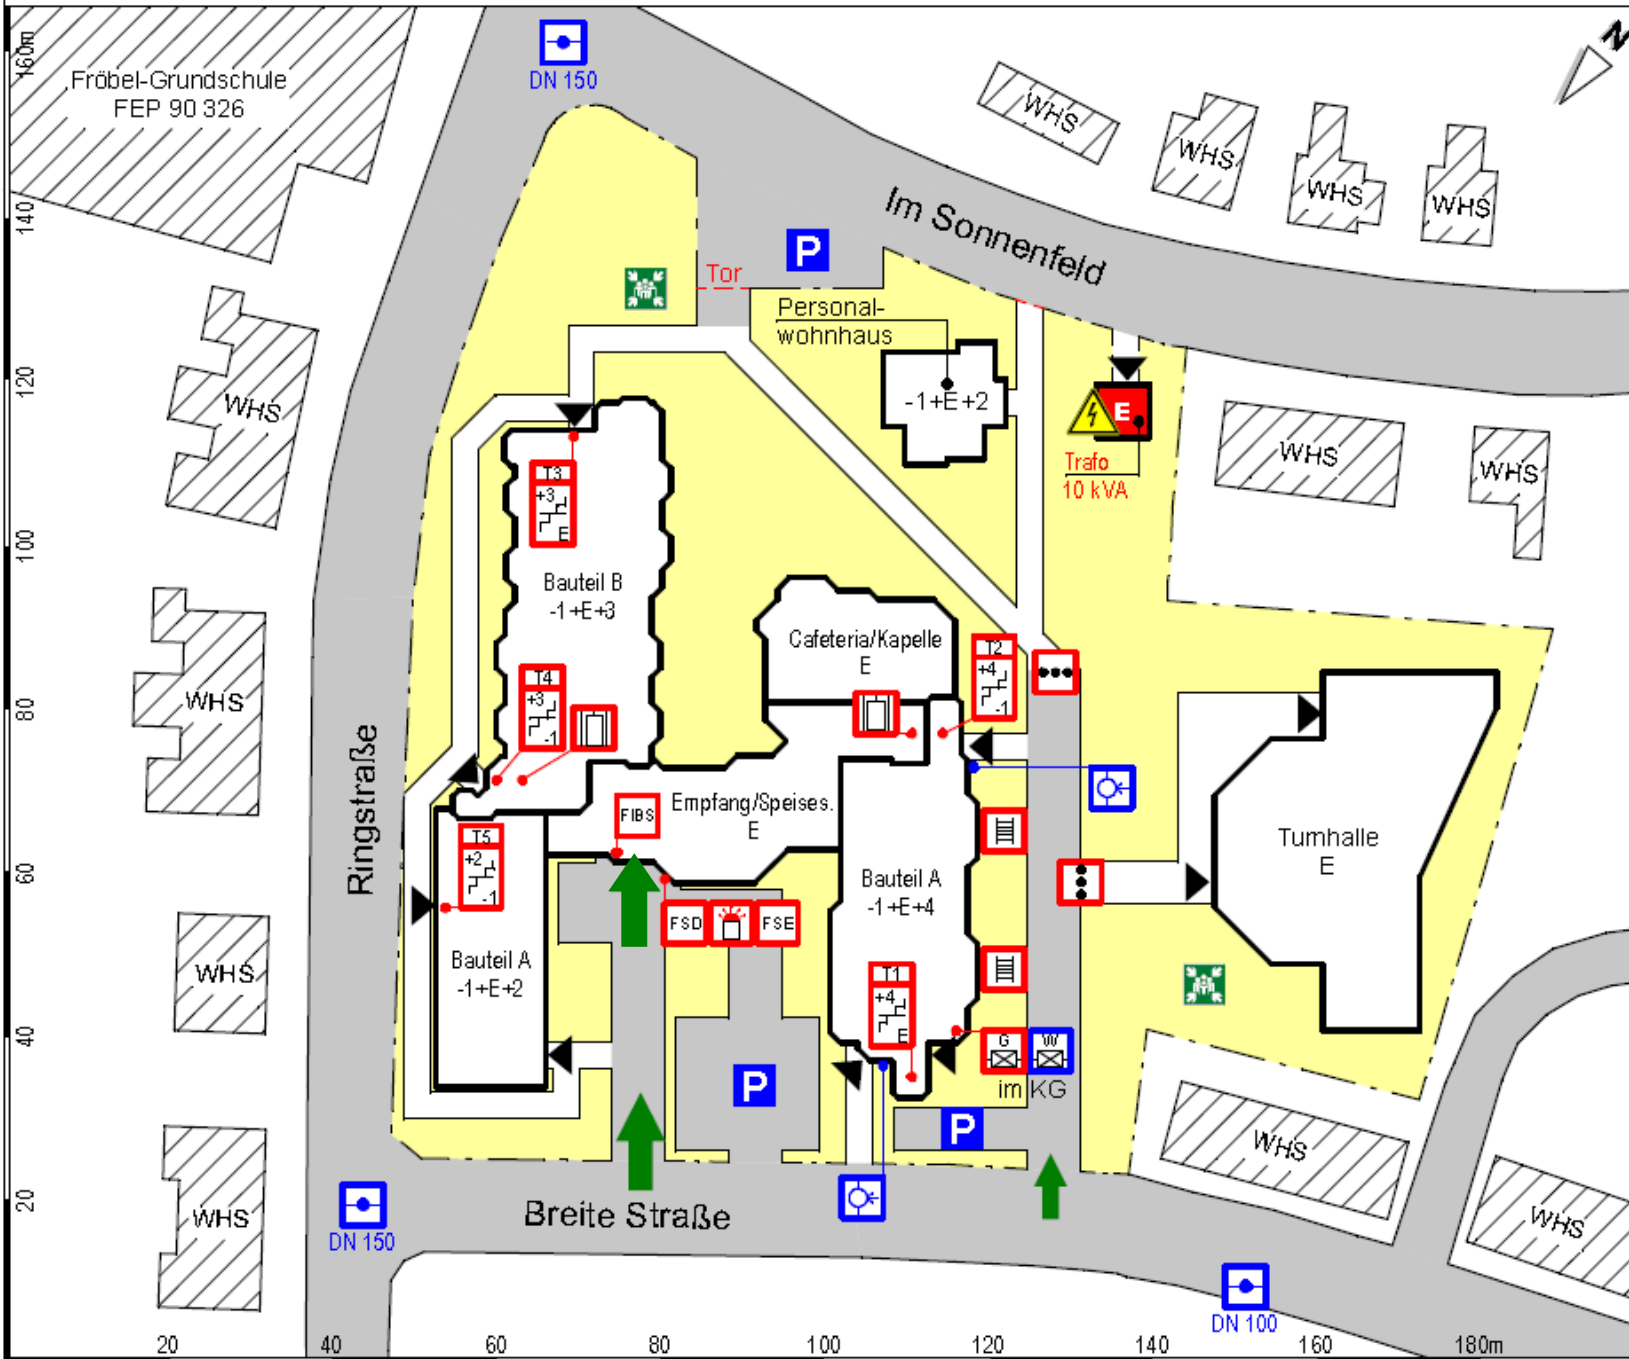 N
160m
Fröbel-Grundschule
FEP 90 326
DN 150
WHS
WHS
WHS
WHS
Im Sonnenfeld
140
P
Tor
Personal-
wohnhaus
120
WHS
-1+E+2
E
Trafo
10 kVA
WHS
WHS
T3
+3
E
100
Bauteil B
-1+E+3
Cafeteria/Kapelle
E
T2
+4
-1
T4
+3
-1
80
WHS
Ringstraße
Empfang/Speises.
E
FIBS
T5
+2
-1
60
Turnhalle
E
Bauteil A
-1+E+4
FSD
FSE
Bauteil A
-1+E+2
WHS
T1
+4
E
40
G
W
im KG
P
P
WHS
20
WHS
Breite Straße
WHS
DN 150
DN 100
20
40
60
80
100
120
140
160
180m